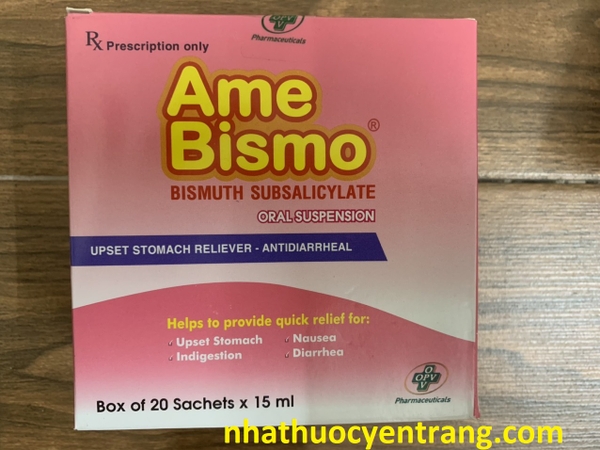 OPV
Pharmaceuticals
Rx Prescription only
Ame
Bismo®
BISMUTH SUBSALICYLATE
ORAL SUSPENSION
UPSET STOMACH RELIEVER - ANTIDIARRHEAL
Helps to provide quick relief for:
✓ Upset Stomach ✓ Nausea
✓ Indigestion ✓ Diarrhea
OPV
Pharmaceuticals
Box of 20 Sachets x 15 ml
nhathuocyentrang.com